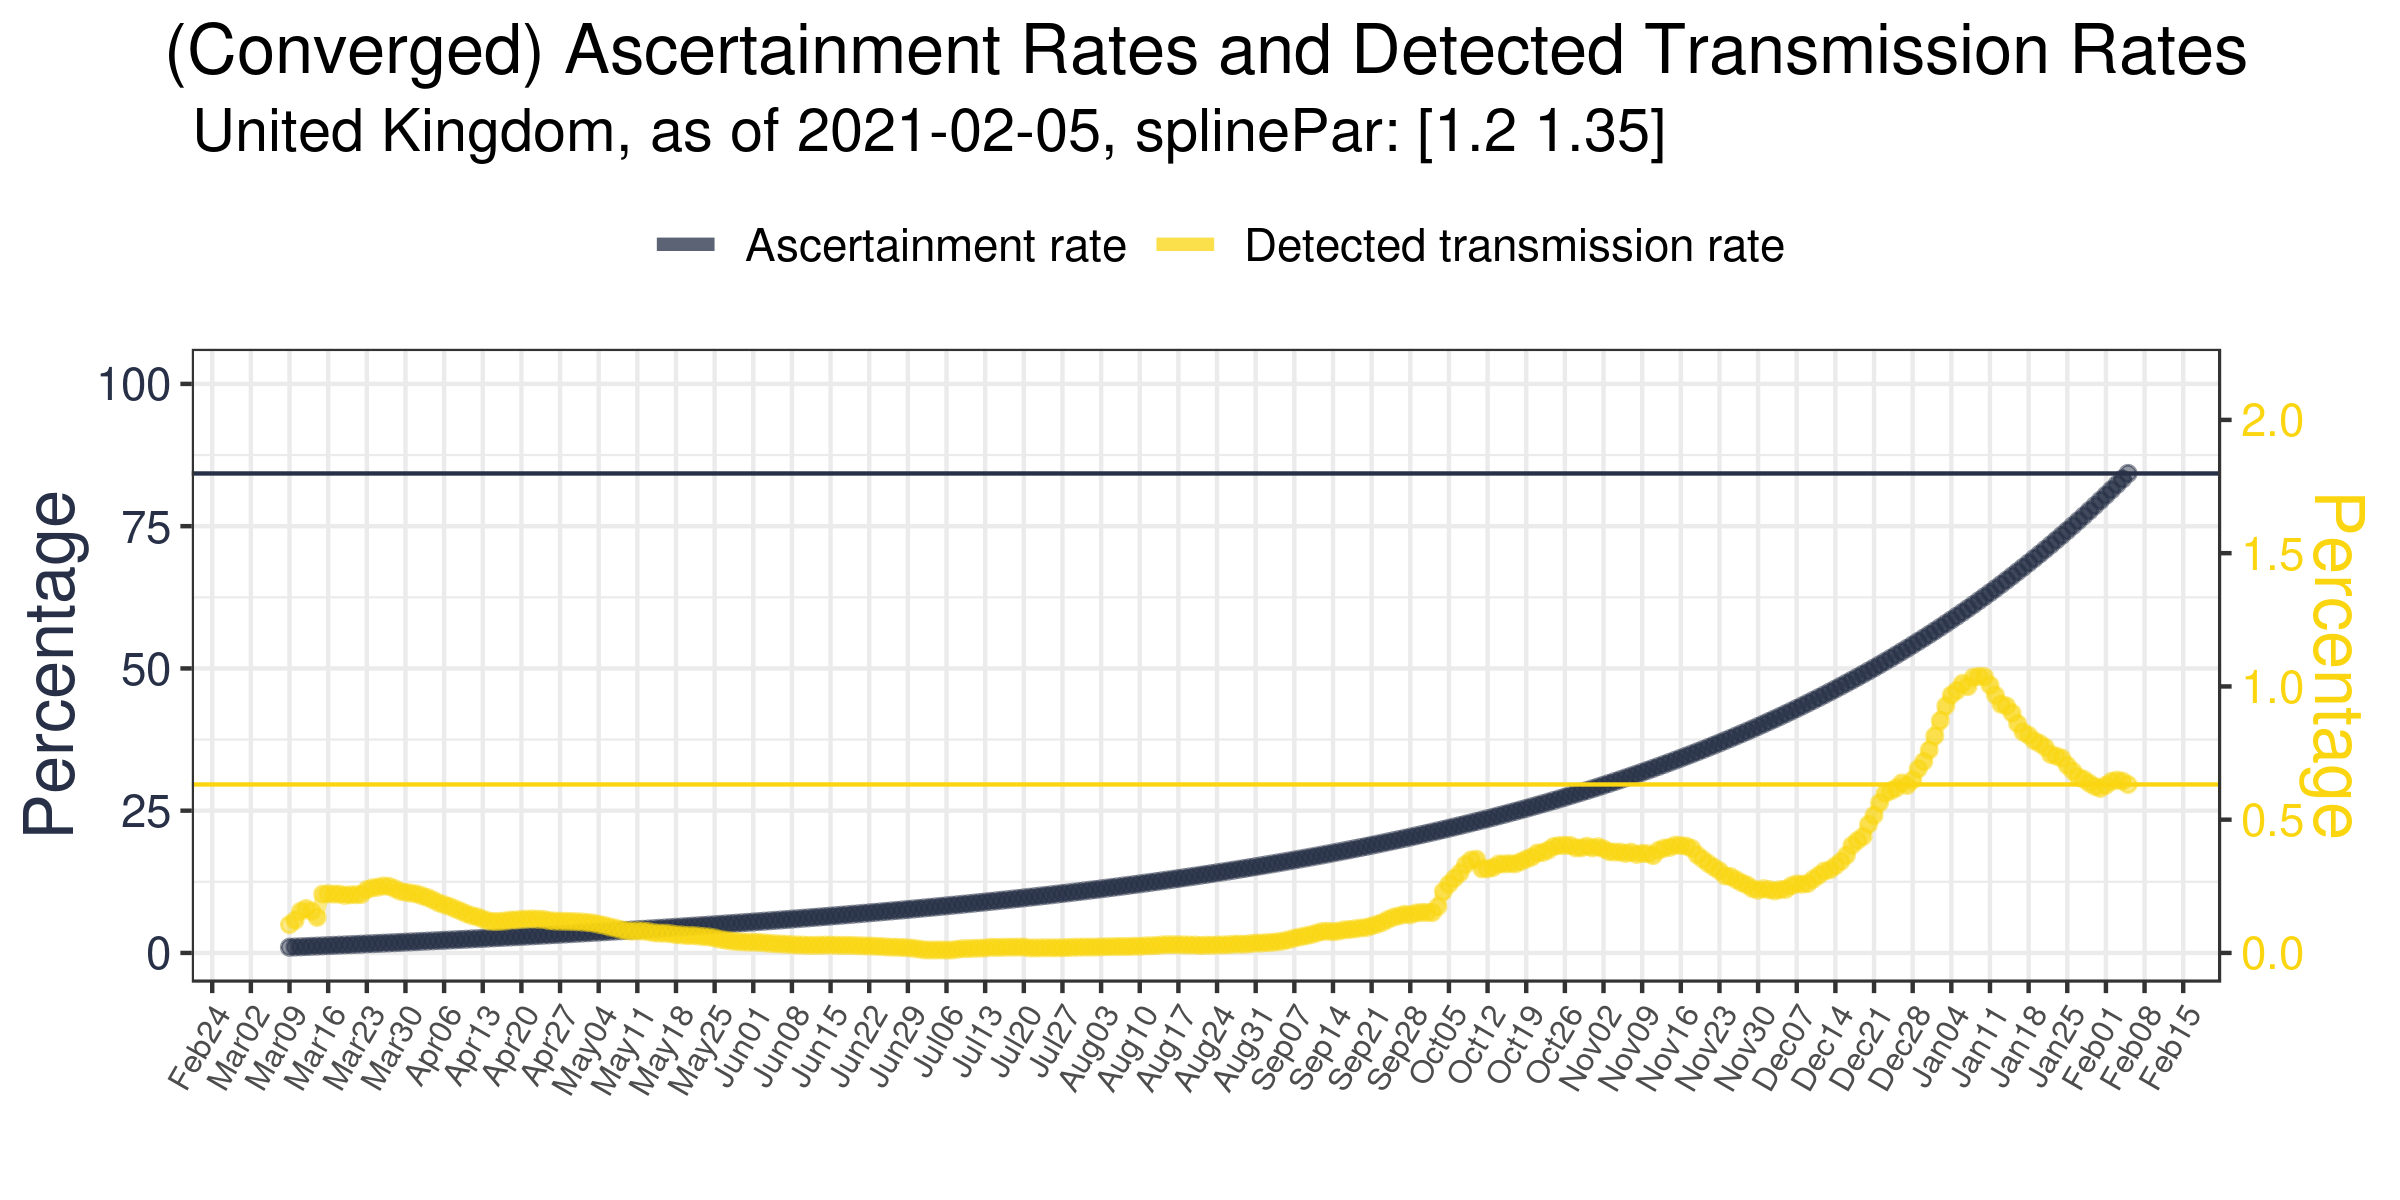 (Converged) Ascertainment Rates and Detected Transmission Rates
United Kingdom, as of 2021-02-05, splinePar: [1.2 1.35]
Ascertainment rate Detected transmission rate
Percentage
100
75
50
25
0
2.0
1.5
1.0
0.5
0.0
Percentage
Feb24 Mar02 Mar09 Mar16 Mar23 Mar30 Apr06 Apr13 Apr20 Apr27 May04 May11 May18 May25 Jun01 Jun08 Jun15 Jun22 Jun29 Jul06 Jul13 Jul20 Jul27 Aug03 Aug10 Aug17 Aug24 Aug31 Sep07 Sep14 Sep21 Sep28 Oct05 Oct12 Oct19 Oct26 Nov02 Nov09 Nov16 Nov23 Nov30 Dec07 Dec14 Dec21 Dec28 Jan04 Jan11 Jan18 Jan25 Feb01 Feb08 Feb15